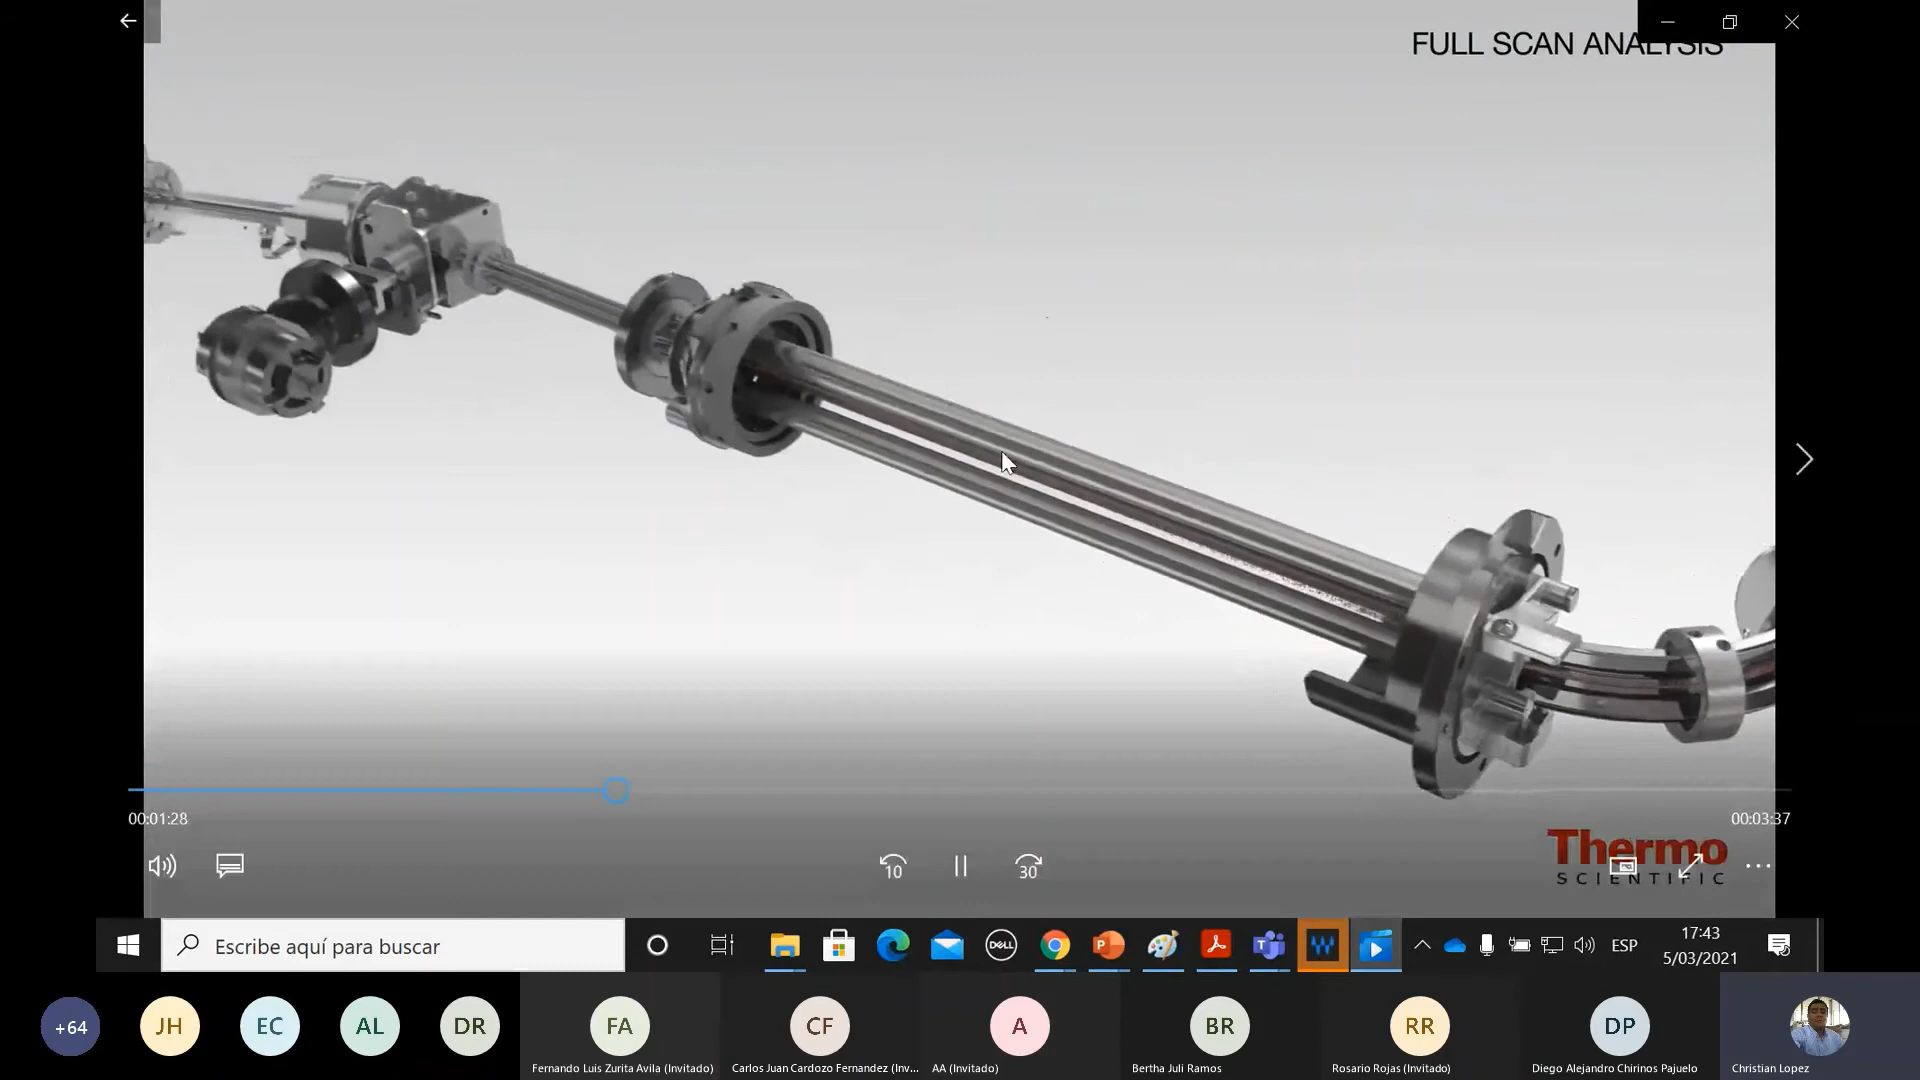 FULL SCAN ANALYSIS
00:01:28
00:03:37
10
30
Thermo
SCIENTIFIC
Escribe aquí para buscar
DELL
P
W
ESP
17:43
5/03/2021
+64
JH
EC
AL
DR
FA
CF
A
BR
RR
DP
Fernando Luis Zurita Avila (Invitado)
Carlos Juan Cardozo Fernandez (Inv...
AA (Invitado)
Bertha Juli Ramos
Rosario Rojas (Invitado)
Diego Alejandro Chirinos Pajuelo
Christian Lopez